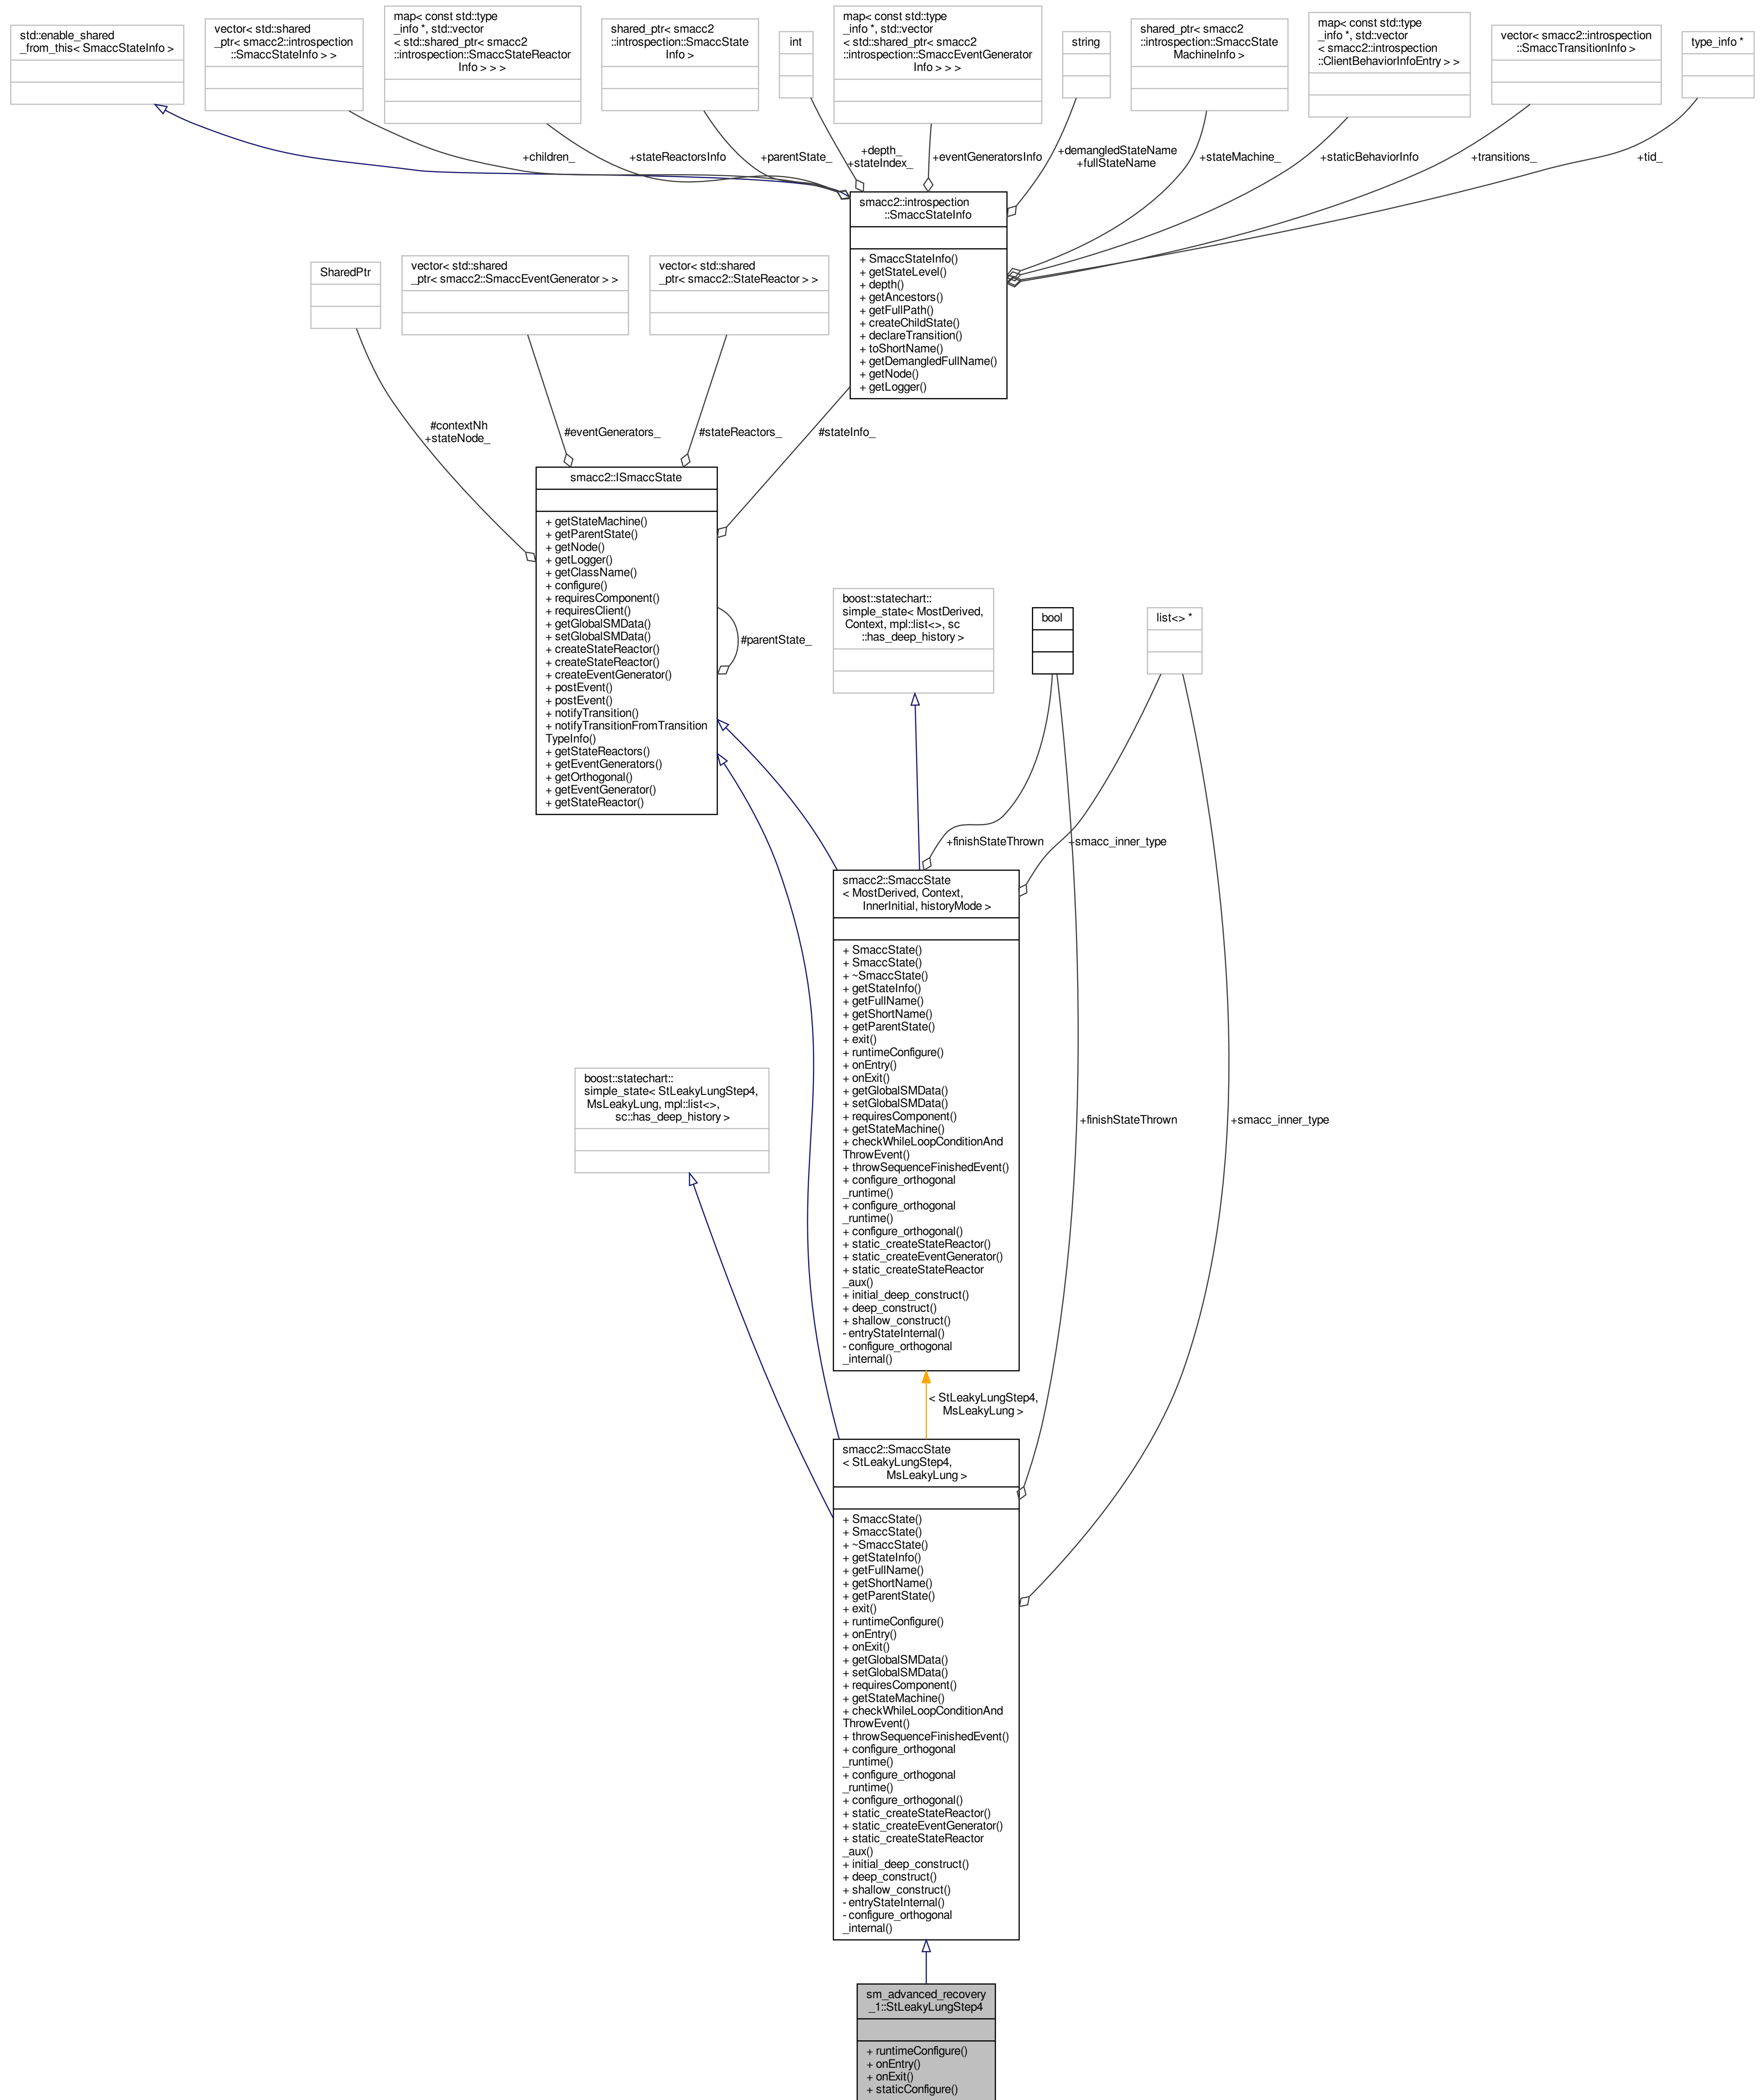 std::enable_shared
_from_this< SmaccStateInfo >
vector< std::shared
_ptr< smacc2::introspection
::SmaccStateInfo > >
map< const std::type
_info *, std::vector
< std::shared_ptr< smacc2
::introspection::SmaccStateReactor
Info > > >
shared_ptr< smacc2
::introspection::SmaccState
Info >
int
map< const std::type
_info *, std::vector
< std::shared_ptr< smacc2
::introspection::SmaccEventGenerator
Info > > >
string
shared_ptr< smacc2
::introspection::SmaccState
MachineInfo >
map< const std::type
_info *, std::vector
< smacc2::introspection
::ClientBehaviorInfoEntry > >
vector< smacc2::introspection
::SmaccTransitionInfo >
type_info *
+children_
+stateReactorsInfo
+parentState_
+depth_
+stateIndex_
+eventGeneratorsInfo
+demangledStateName
+fullStateName
+stateMachine_
+staticBehaviorInfo
+transitions_
+tid_
smacc2::introspection
::SmaccStateInfo
+ SmaccStateInfo()
+ getStateLevel()
+ depth()
+ getAncestors()
+ getFullPath()
+ createChildState()
+ declareTransition()
+ toShortName()
+ getDemangledFullName()
+ getNode()
+ getLogger()
SharedPtr
vector< std::shared
_ptr< smacc2::SmaccEventGenerator > >
vector< std::shared
_ptr< smacc2::StateReactor > >
#contextNh
+stateNode_
#eventGenerators_
#stateReactors_
#stateInfo_
smacc2::ISmaccState
+ getStateMachine()
+ getParentState()
+ getNode()
+ getLogger()
+ getClassName()
+ configure()
+ requiresComponent()
+ requiresClient()
+ getGlobalSMData()
+ setGlobalSMData()
+ createStateReactor()
+ createStateReactor()
+ createEventGenerator()
+ postEvent()
+ postEvent()
+ notifyTransition()
+ notifyTransitionFromTransition
TypeInfo()
+ getStateReactors()
+ getEventGenerators()
+ getOrthogonal()
+ getEventGenerator()
+ getStateReactor()
#parentState_
boost::statechart::
simple_state< MostDerived,
Context, mpl::list<>, sc
::has_deep_history >
bool
list<> *
+finishStateThrown
+smacc_inner_type
smacc2::SmaccState
< MostDerived, Context,
InnerInitial, historyMode >
+ SmaccState()
+ SmaccState()
+ ~SmaccState()
+ getStateInfo()
+ getFullName()
+ getShortName()
+ getParentState()
+ exit()
+ runtimeConfigure()
+ onEntry()
+ onExit()
+ getGlobalSMData()
+ setGlobalSMData()
+ requiresComponent()
+ getStateMachine()
+ checkWhileLoopConditionAnd
ThrowEvent()
+ throwSequenceFinishedEvent()
+ configure_orthogonal
_runtime()
+ configure_orthogonal
_runtime()
+ configure_orthogonal()
+ static_createStateReactor()
+ static_createEventGenerator()
+ static_createStateReactor
_aux()
+ initial_deep_construct()
+ deep_construct()
+ shallow_construct()
- entryStateInternal()
- configure_orthogonal
_internal()
boost::statechart::
simple_state< StLeakyLungStep4,
MsLeakyLung, mpl::list<>,
sc::has_deep_history >
+finishStateThrown
+smacc_inner_type
< StLeakyLungStep4,
MsLeakyLung >
smacc2::SmaccState
< StLeakyLungStep4,
MsLeakyLung >
+ SmaccState()
+ SmaccState()
+ ~SmaccState()
+ getStateInfo()
+ getFullName()
+ getShortName()
+ getParentState()
+ exit()
+ runtimeConfigure()
+ onEntry()
+ onExit()
+ getGlobalSMData()
+ setGlobalSMData()
+ requiresComponent()
+ getStateMachine()
+ checkWhileLoopConditionAnd
ThrowEvent()
+ throwSequenceFinishedEvent()
+ configure_orthogonal
_runtime()
+ configure_orthogonal
_runtime()
+ configure_orthogonal()
+ static_createStateReactor()
+ static_createEventGenerator()
+ static_createStateReactor
_aux()
+ initial_deep_construct()
+ deep_construct()
+ shallow_construct()
- entryStateInternal()
- configure_orthogonal
_internal()
sm_advanced_recovery
_1::StLeakyLungStep4
+ runtimeConfigure()
+ onEntry()
+ onExit()
+ staticConfigure()